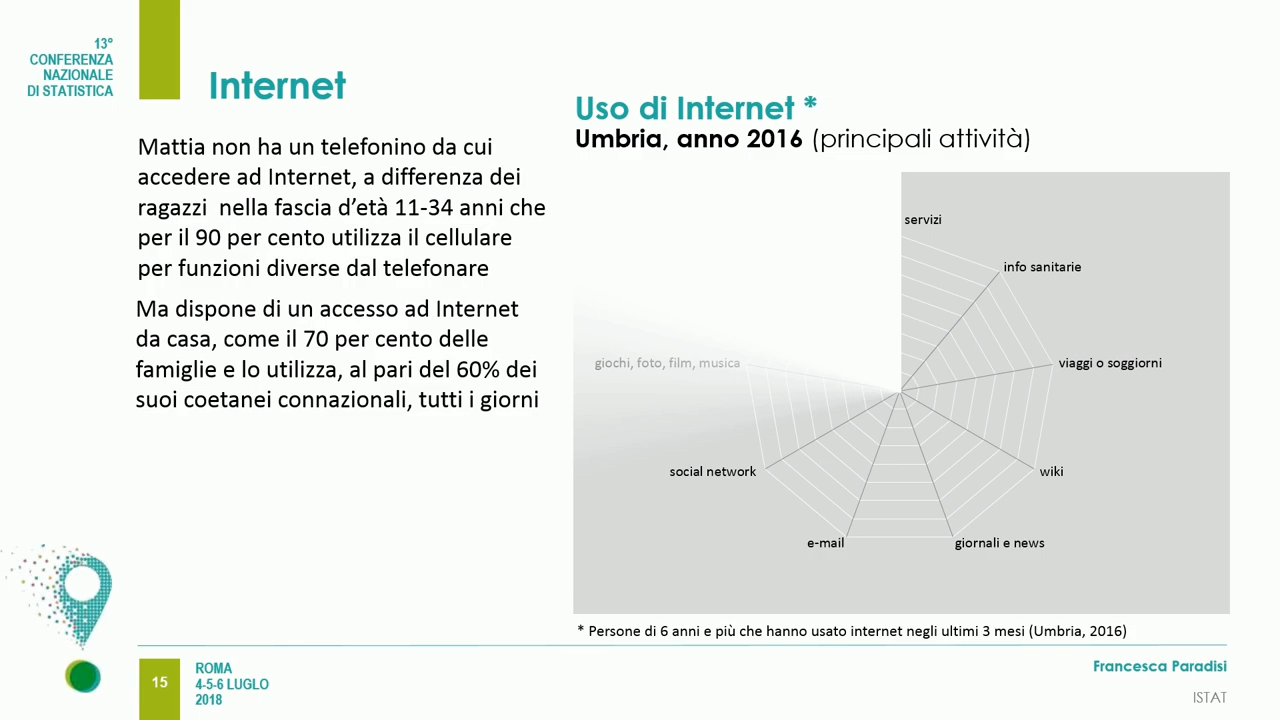 13°
CONFERENZA
NAZIONALE
DI STATISTICA
Internet
Mattia non ha un telefonino da cui
accedere ad Internet, a differenza dei
ragazzi nella fascia d'età 11-34 anni che
per il 90 per cento utilizza il cellulare
per funzioni diverse dal telefonare
Ma dispone di un accesso ad Internet
da casa, come il 70 per cento delle
famiglie e lo utilizza, al pari del 60% dei
suoi coetanei connazionali, tutti i giorni
Uso di Internet *
Umbria, anno 2016 (principali attività)
servizi
info sanitarie
viaggi o soggiorni
wiki
giornali e news
e-mail
social network
giochi, foto, film, musica
* Persone di 6 anni e più che hanno usato internet negli ultimi 3 mesi (Umbria, 2016)
15
ROMA
4-5-6 LUGLIO
2018
Francesca Paradisi
ISTAT